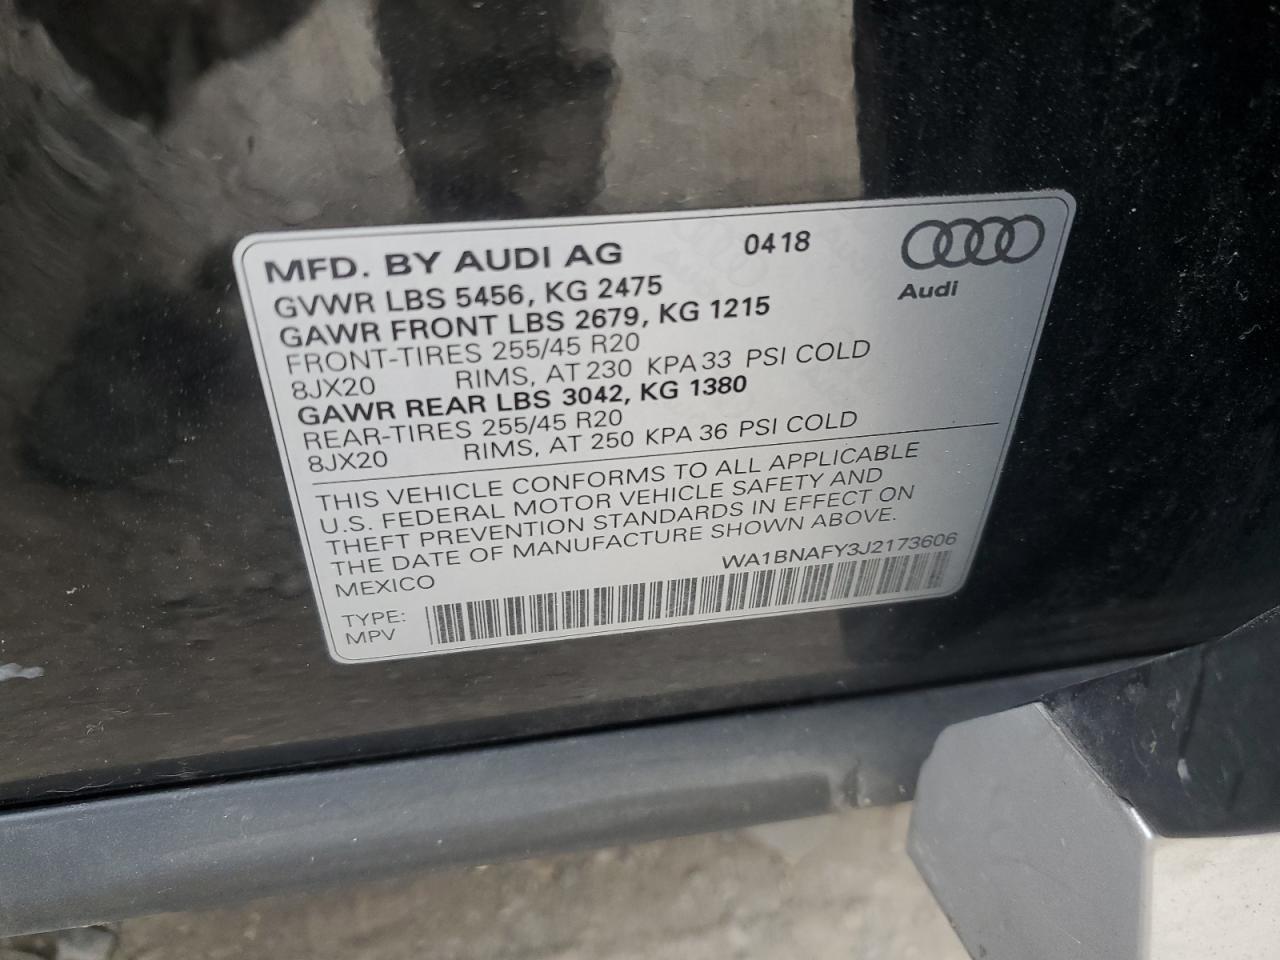 MFD. BY AUDI AG 0418
Audi
GVWR LBS 5456, KG 2475
GAWR FRONT LBS 2679, KG 1215
FRONT-TIRES 255/45 R20
8JX20 RIMS, AT 230 KPA 33 PSI COLD
GAWR REAR LBS 3042, KG 1380
REAR-TIRES 255/45 R20
8JX20 RIMS, AT 250 KPA 36 PSI COLD
THIS VEHICLE CONFORMS TO ALL APPLICABLE
U.S. FEDERAL MOTOR VEHICLE SAFETY AND
THEFT PREVENTION STANDARDS IN EFFECT ON
THE DATE OF MANUFACTURE SHOWN ABOVE.
MEXICO WA1BNAFY3J2173606
TYPE:
MPV